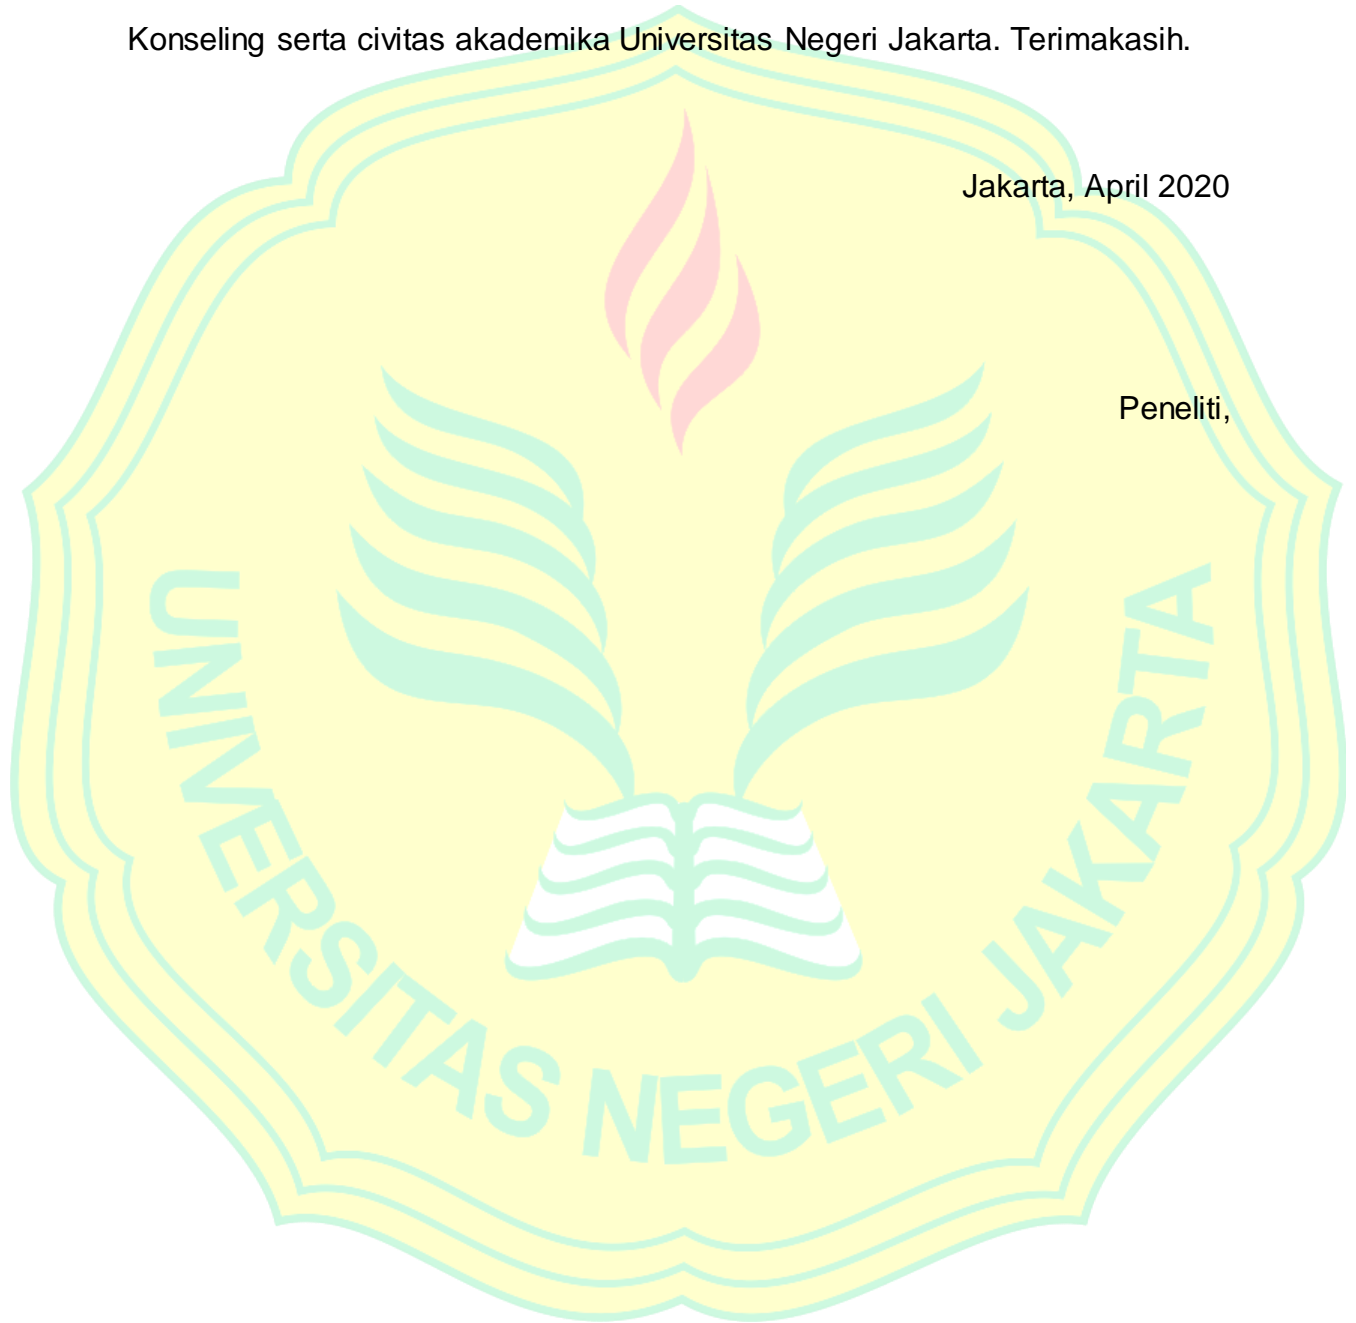 Konseling serta civitas akademika Universitas Negeri Jakarta. Terimakasih.
Jakarta, April 2020
Peneliti,
UNIVERSITAS NEGERI JAKARTA